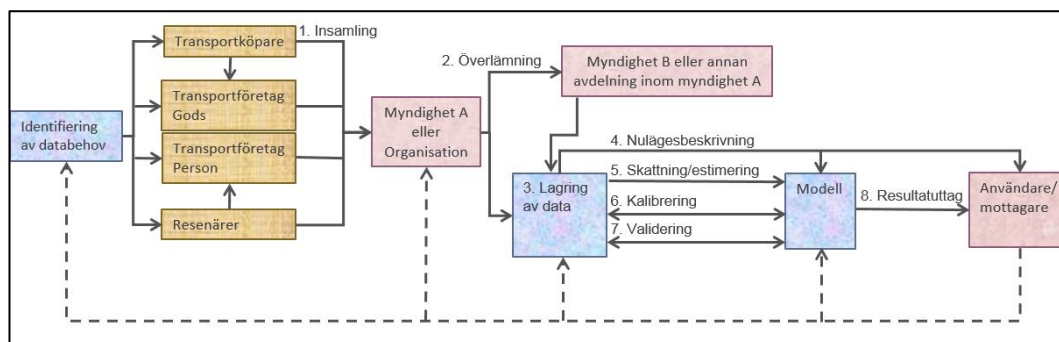 Identifiering
av databehov
Transportköpare
Transportföretag
Gods
Transportföretag
Person
Resenärer
1. Insamling
Myndighet A
eller
Organisation
2. Överlämning
Myndighet B eller annan
avdelning inom myndighet A
3. Lagring
av data
4. Nulägesbeskrivning
5. Skattning/estimering
6. Kalibrering
7. Validering
Modell
8. Resultatuttag
Användare/
mottagare